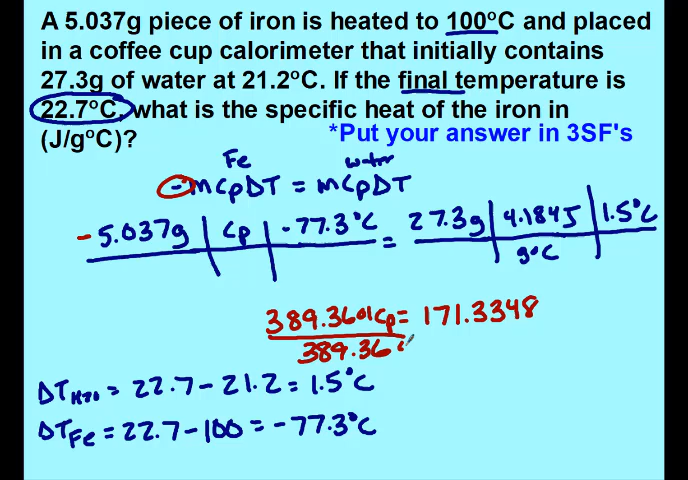 A 5.037g piece of iron is heated to 100°C and placed
in a coffee cup calorimeter that initially contains
27.3g of water at 21.2°C. If the final temperature is
22.7°C, what is the specific heat of the iron in
(J/g°C)?
*Put your answer in 3SF's
Fe water
-mCpΔT = mCpΔT
-5.037g | Cp | -77.3°C = 27.3g | 4.184J | 1.5°C
g°C
389.3601Cp = 171.3348
389.36
ΔT H2O = 22.7 - 21.2 = 1.5°C
ΔT Fe = 22.7 - 100 = -77.3°C